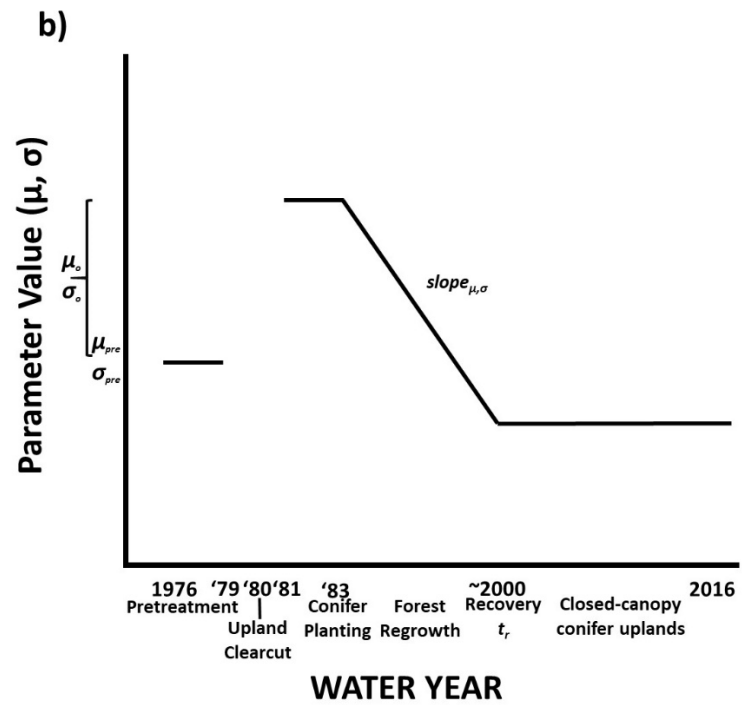 b)
Parameter Value (μ, σ)
μₒ
σₒ
μpre
σpre
slopeμ,σ
1976 ‘79 ‘80 ‘81 ‘83 ~2000 2016
Pretreatment
Upland
Clearcut
Conifer
Planting
Forest
Regrowth
Recovery
tr
Closed-canopy
conifer uplands
WATER YEAR